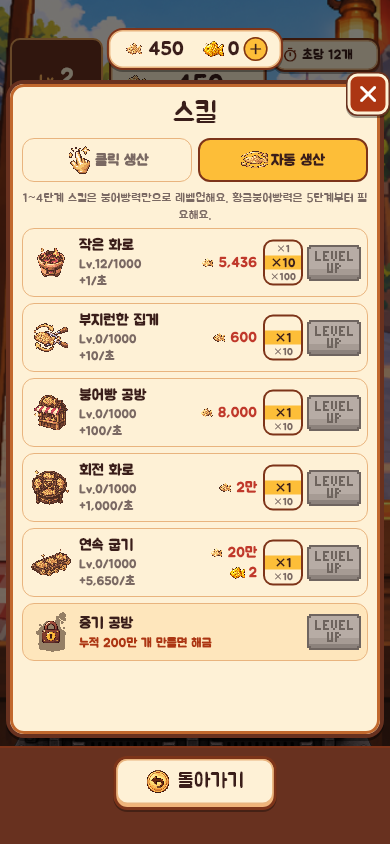 450
0
초당 12개
Lv.2
스킬
클릭 생산
자동 생산
1~4단계 스킬은 붕어빵력만으로 레벨업해요. 황금붕어빵력은 5단계부터 필
요해요.
작은 화로
Lv.12/1000
+1/초
5,436
×1
×10
×100
LEVEL
UP
부지런한 집게
Lv.0/1000
+10/초
600
×1
×10
LEVEL
UP
붕어빵 공방
Lv.0/1000
+100/초
8,000
×1
×10
LEVEL
UP
회전 화로
Lv.0/1000
+1,000/초
2만
×1
×10
LEVEL
UP
연속 굽기
Lv.0/1000
+5,650/초
20만
2
×1
×10
LEVEL
UP
증기 공방
누적 200만 개 만들면 해금
LEVEL
UP
돌아가기